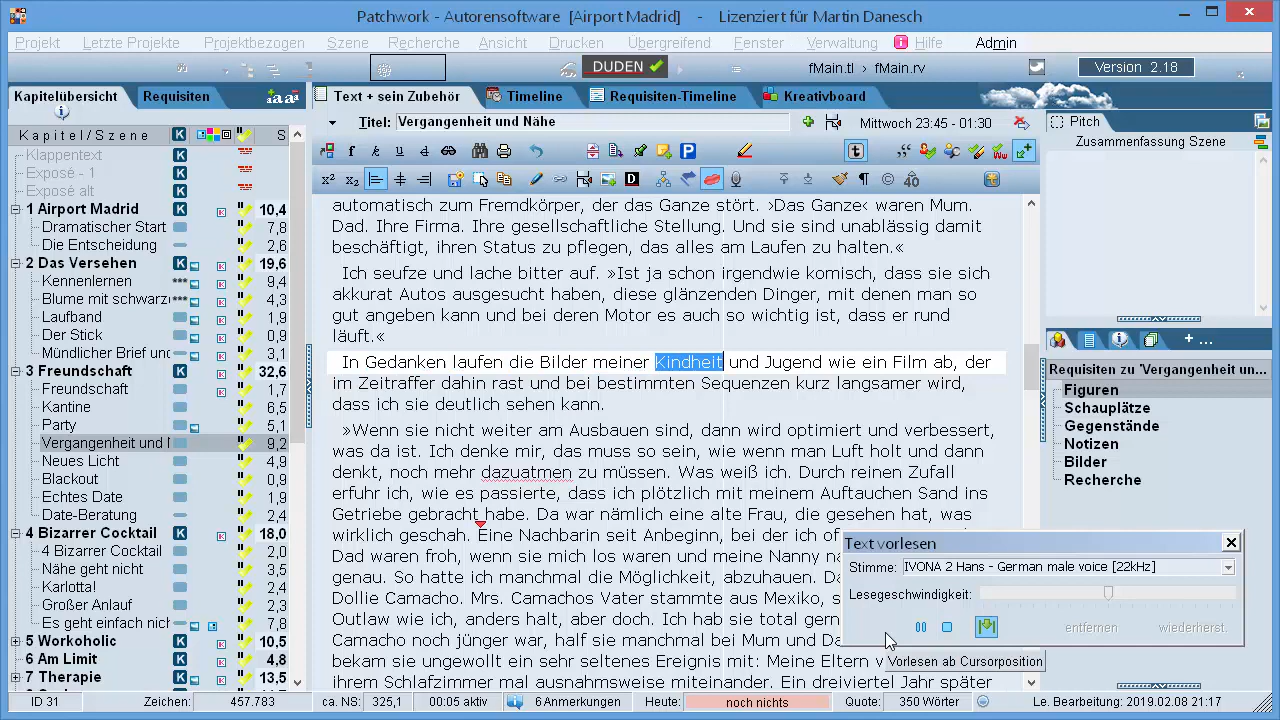 Patchwork - Autorensoftware [Airport Madrid] - Lizenziert für Martin Danesch
Projekt Letzte Projekte Projektbezogen Szene Recherche Ansicht Drucken Übergreifend Fenster Verwaltung Hilfe Admin
DUDEN fMain.tl › fMain.rv Version 2.18
Kapitelübersicht Requisiten Text + sein Zubehör Timeline Requisiten-Timeline Kreativboard
Titel: Vergangenheit und Nähe Mittwoch 23:45 - 01:30 Pitch
Kapitel/Szene K S
Zusammenfassung Szene
Klappentext K
Exposé - 1 K
Exposé alt K
1 Airport Madrid K 10,4
Dramatischer Start 7,8
Die Entscheidung 2,6
2 Das Versehen K 19,6
Kennenlernen *** 9,4
Blume mit schwarz *** 4,3
Laufband 1,9
Der Stick 0,9
Mündlicher Brief un 3,1
3 Freundschaft K 32,6
Freundschaft 1,7
Kantine 6,5
Party 5,1
Vergangenheit und 9,2
Neues Licht 4,9
Blackout 0,9
Echtes Date 1,9
Date-Beratung 2,4
4 Bizarrer Cocktail K 18,0
4 Bizarrer Cocktail 2,0
Nähe geht nicht 3,9
Karlotta! 2,4
Großer Anlauf 2,3
Es geht einfach nich 7,2
5 Workoholic K 10,5
6 Am Limit K 4,8
7 Therapie K 13,5
automatisch zum Fremdkörper, der das Ganze stört. ›Das Ganze‹ waren Mum.
Dad. Ihre Firma. Ihre gesellschaftliche Stellung. Und sie sind unablässig damit
beschäftigt, ihren Status zu pflegen, das alles am Laufen zu halten.«
Ich seufze und lache bitter auf. »Ist ja schon irgendwie komisch, dass sie sich
akkurat Autos ausgesucht haben, diese glänzenden Dinger, mit denen man so
gut angeben kann und bei deren Motor es auch so wichtig ist, dass er rund
läuft.«
In Gedanken laufen die Bilder meiner Kindheit und Jugend wie ein Film ab, der
im Zeitraffer dahin rast und bei bestimmten Sequenzen kurz langsamer wird,
dass ich sie deutlich sehen kann.
»Wenn sie nicht weiter am Ausbauen sind, dann wird optimiert und verbessert,
was da ist. Ich denke mir, das muss so sein, wie wenn man Luft holt und dann
denkt, noch mehr dazuatmen zu müssen. Was weiß ich. Durch reinen Zufall
erfuhr ich, wie es passierte, dass ich plötzlich mit meinem Auftauchen Sand ins
Getriebe gebracht habe. Da war nämlich eine alte Frau, die gesehen hat, was
wirklich geschah. Eine Nachbarin seit Anbeginn, bei der ich of
Dad waren froh, wenn sie mich los waren und meine Nanny n
genau. So hatte ich manchmal die Möglichkeit, abzuhauen. D
Dollie Camacho. Mrs. Camachos Vater stammte aus Mexiko, s
Outlaw wie ich, anders halt, aber doch. Und ich hab total gern
Camacho noch jünger war, half sie manchmal bei Mum und Da
bekam sie ungewollt ein sehr seltenes Ereignis mit: Meine Eltern
ihrem Schlafzimmer mal ausnahmsweise miteinander. Ein dreiviertel Jahr später
Requisiten zu 'Vergangenheit un...
Figuren
Schauplätze
Gegenstände
Notizen
Bilder
Recherche
Text vorlesen
Stimme: IVONA 2 Hans - German male voice [22kHz]
Lesegeschwindigkeit:
entfernen wiederherst.
Vorlesen ab Cursorposition
ID 31 Zeichen: 457.783 ca. NS: 325,1 00:05 aktiv 6 Anmerkungen Heute: noch nichts Quote: 350 Wörter Le. Bearbeitung: 2019.02.08 21:17